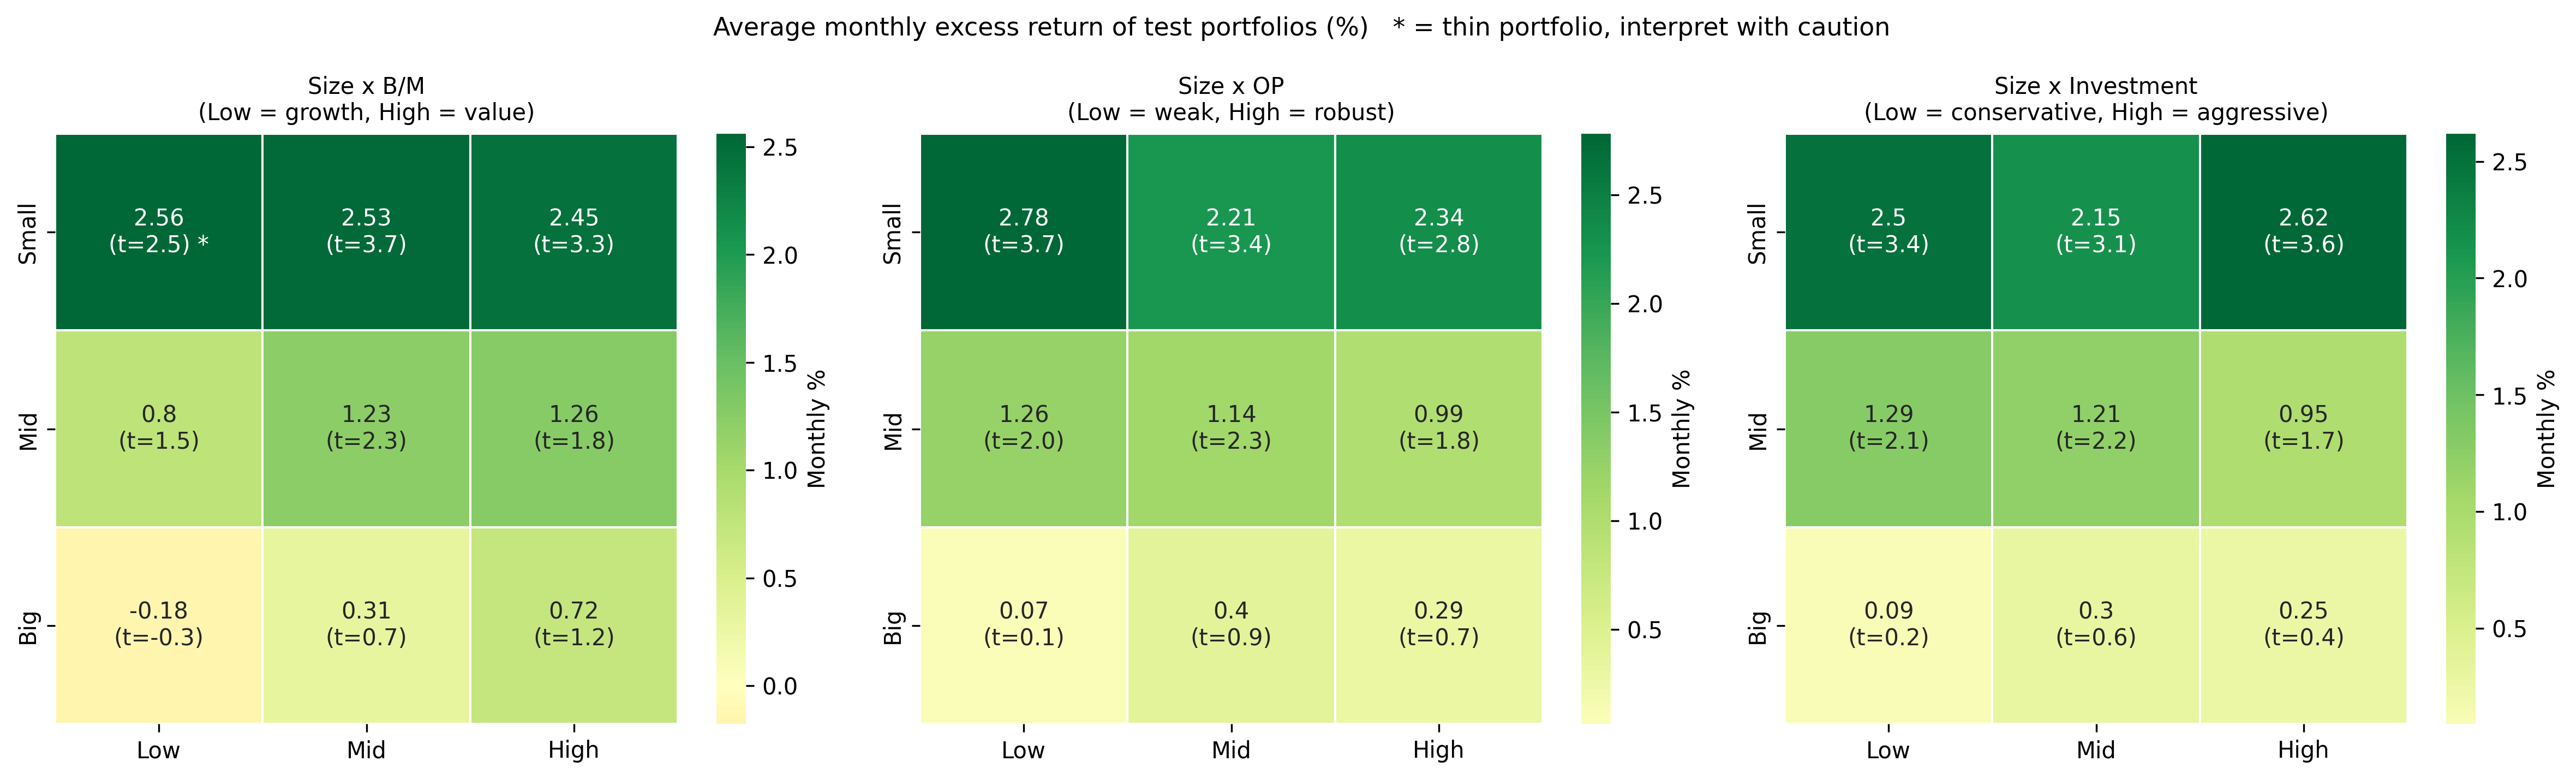 Average monthly excess return of test portfolios (%)   * = thin portfolio, interpret with caution
Size x B/M
(Low = growth, High = value)
Small
2.56
(t=2.5) *
2.53
(t=3.7)
2.45
(t=3.3)
Mid
0.8
(t=1.5)
1.23
(t=2.3)
1.26
(t=1.8)
Big
-0.18
(t=-0.3)
0.31
(t=0.7)
0.72
(t=1.2)
Low
Mid
High
2.5
2.0
1.5
1.0
0.5
0.0
Monthly %
Size x OP
(Low = weak, High = robust)
Small
2.78
(t=3.7)
2.21
(t=3.4)
2.34
(t=2.8)
Mid
1.26
(t=2.0)
1.14
(t=2.3)
0.99
(t=1.8)
Big
0.07
(t=0.1)
0.4
(t=0.9)
0.29
(t=0.7)
Low
Mid
High
2.5
2.0
1.5
1.0
0.5
Monthly %
Size x Investment
(Low = conservative, High = aggressive)
Small
2.5
(t=3.4)
2.15
(t=3.1)
2.62
(t=3.6)
Mid
1.29
(t=2.1)
1.21
(t=2.2)
0.95
(t=1.7)
Big
0.09
(t=0.2)
0.3
(t=0.6)
0.25
(t=0.4)
Low
Mid
High
2.5
2.0
1.5
1.0
0.5
Monthly %